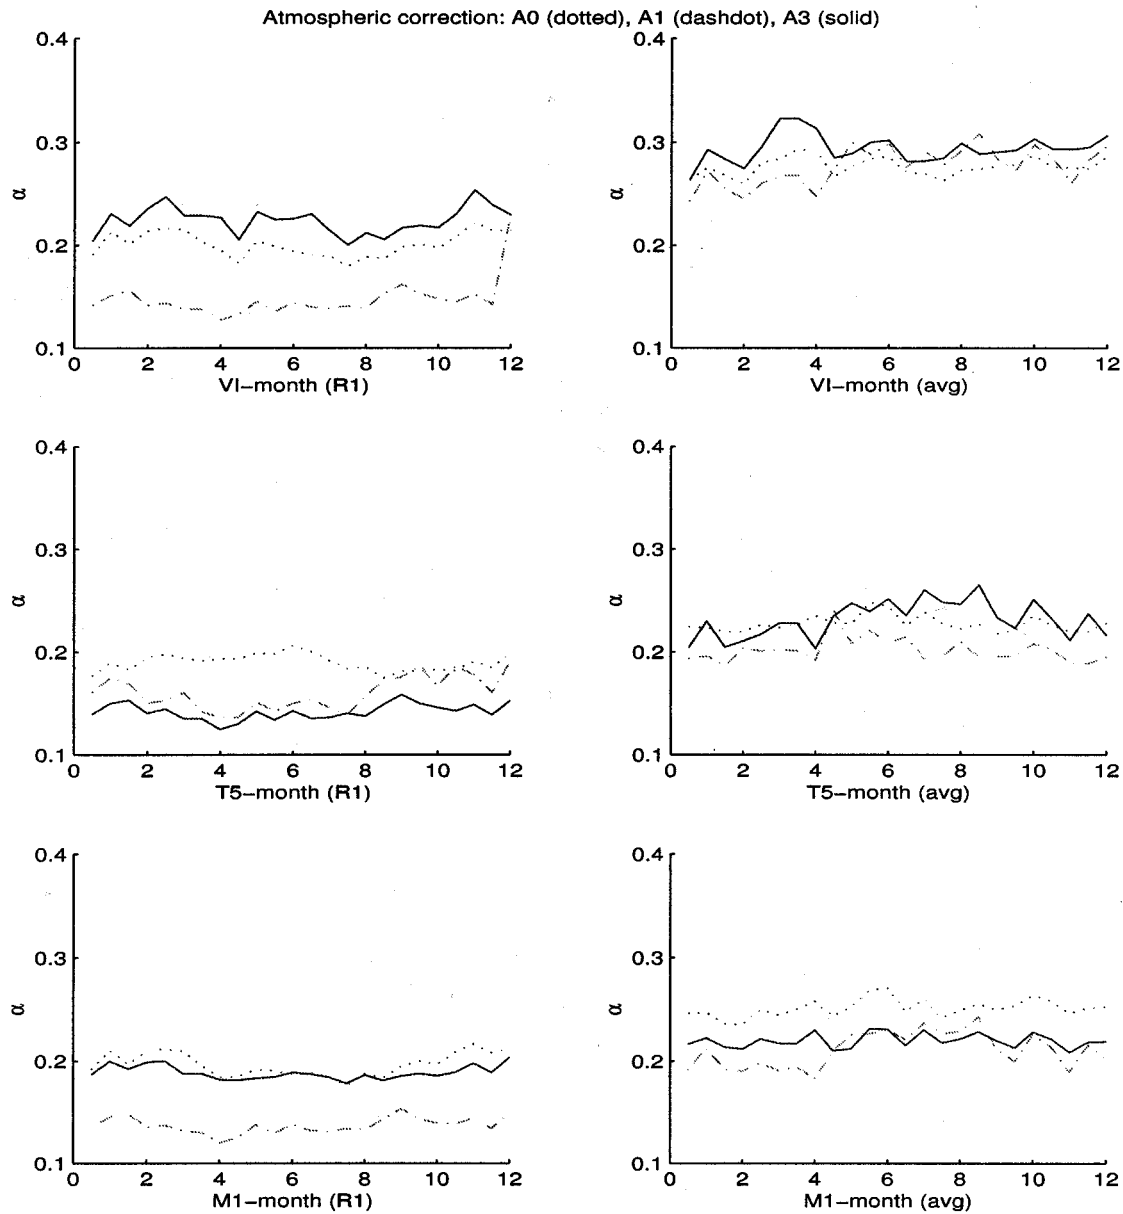 Atmospheric correction: A0 (dotted), A1 (dashdot), A3 (solid)
0.4
0.3
0.2
0.1
α
0 2 4 6 8 10 12
VI−month (R1)
0.4
0.3
0.2
0.1
α
0 2 4 6 8 10 12
VI−month (avg)
0.4
0.3
0.2
0.1
α
0 2 4 6 8 10 12
T5−month (R1)
0.4
0.3
0.2
0.1
α
0 2 4 6 8 10 12
T5−month (avg)
0.4
0.3
0.2
0.1
α
0 2 4 6 8 10 12
M1−month (R1)
0.4
0.3
0.2
0.1
α
0 2 4 6 8 10 12
M1−month (avg)